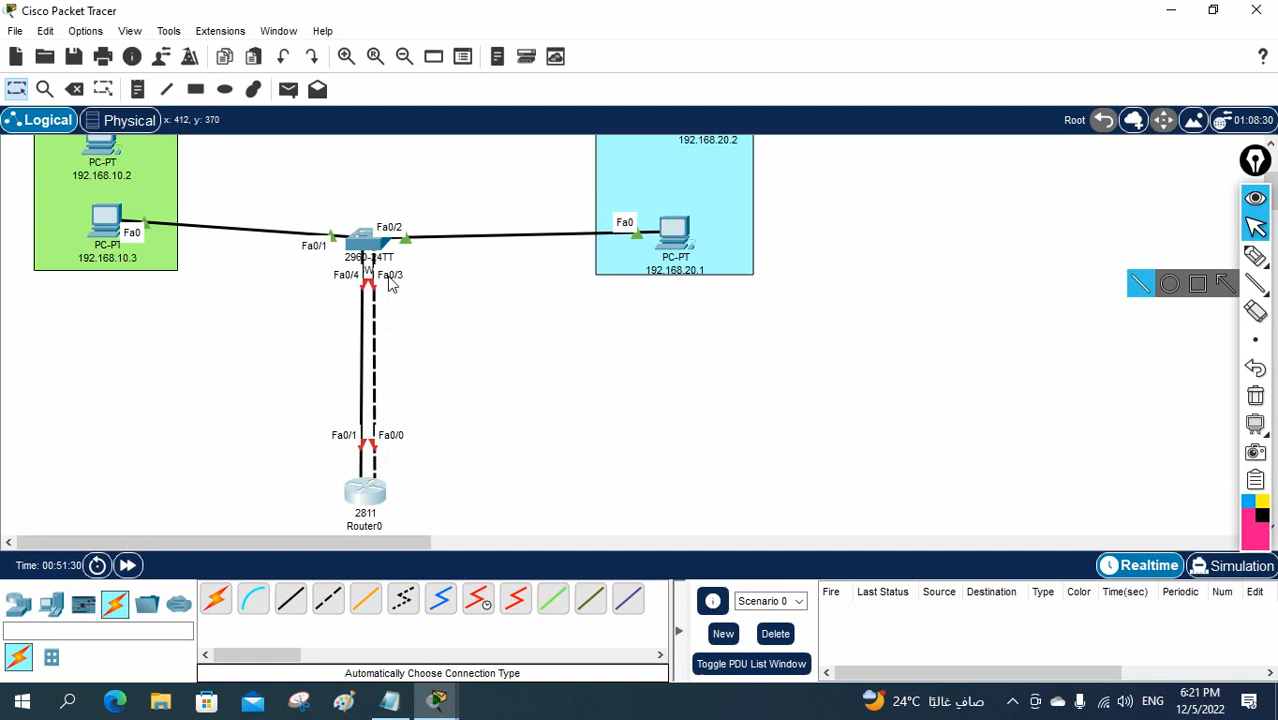 Cisco Packet Tracer
File Edit Options View Tools Extensions Window Help
Logical Physical x: 412, y: 370 Root 01:08:30
PC-PT
192.168.10.2
192.168.20.2
Fa0
PC-PT
192.168.10.3
Fa0/1
Fa0/2
2960-24TT
Fa0/4
Fa0/3
Fa0
PC-PT
192.168.20.1
Fa0/1
Fa0/0
2811
Router0
Time: 00:51:30
Realtime Simulation
Scenario 0
New Delete
Toggle PDU List Window
Fire Last Status Source Destination Type Color Time(sec) Periodic Num Edit
Automatically Choose Connection Type
24°C صافٍ غالبًا
ENG
6:21 PM
12/5/2022